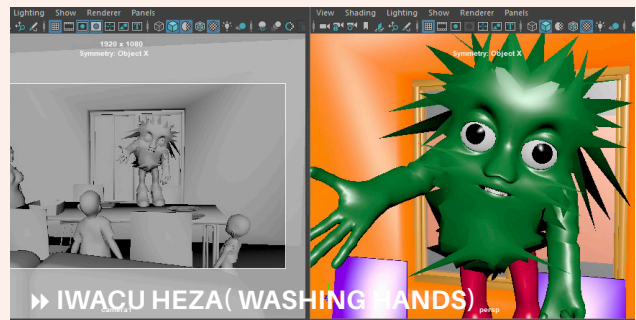 Lighting Show Renderer Panels
View Shading Lighting Show Renderer Panels
1920 x 1080
Symmetry: Object X
Symmetry: Object X
IWACU HEZA( WASHING HANDS)
camera1
persp